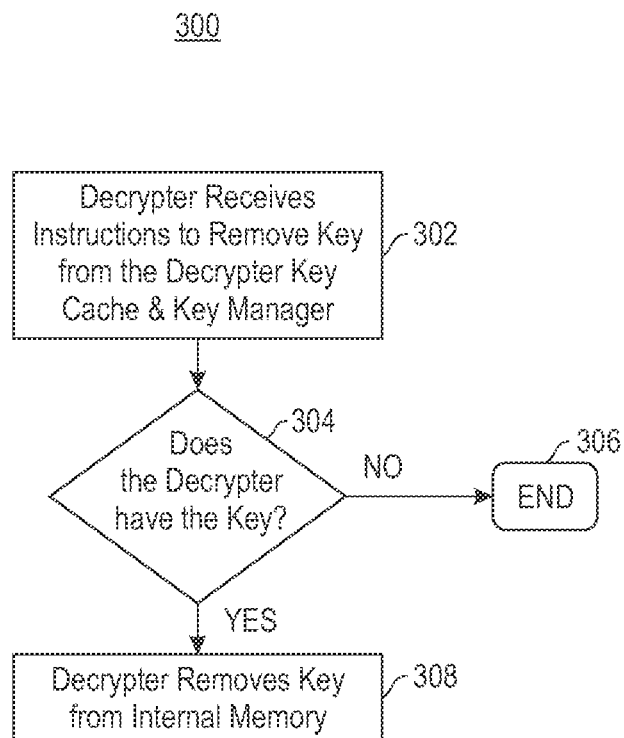 300
Decrypter Receives
Instructions to Remove Key
from the Decrypter Key
Cache & Key Manager
302
304
Does
the Decrypter
have the Key?
NO
306
END
YES
Decrypter Removes Key
from Internal Memory
308